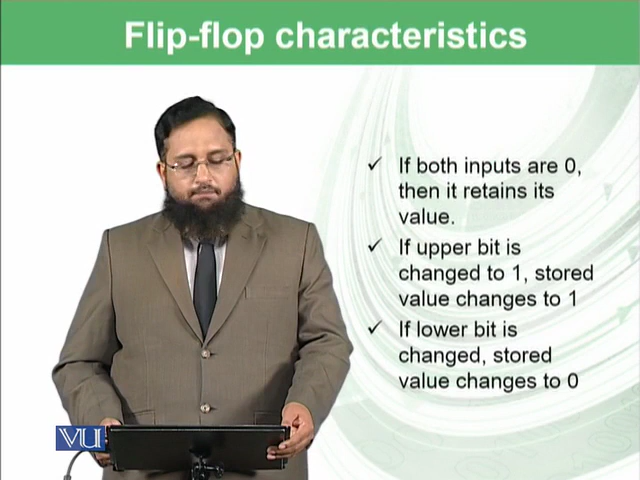 Flip-flop characteristics
✓ If both inputs are 0,
then it retains its
value.
✓ If upper bit is
changed to 1, stored
value changes to 1
✓ If lower bit is
changed, stored
value changes to 0
VU